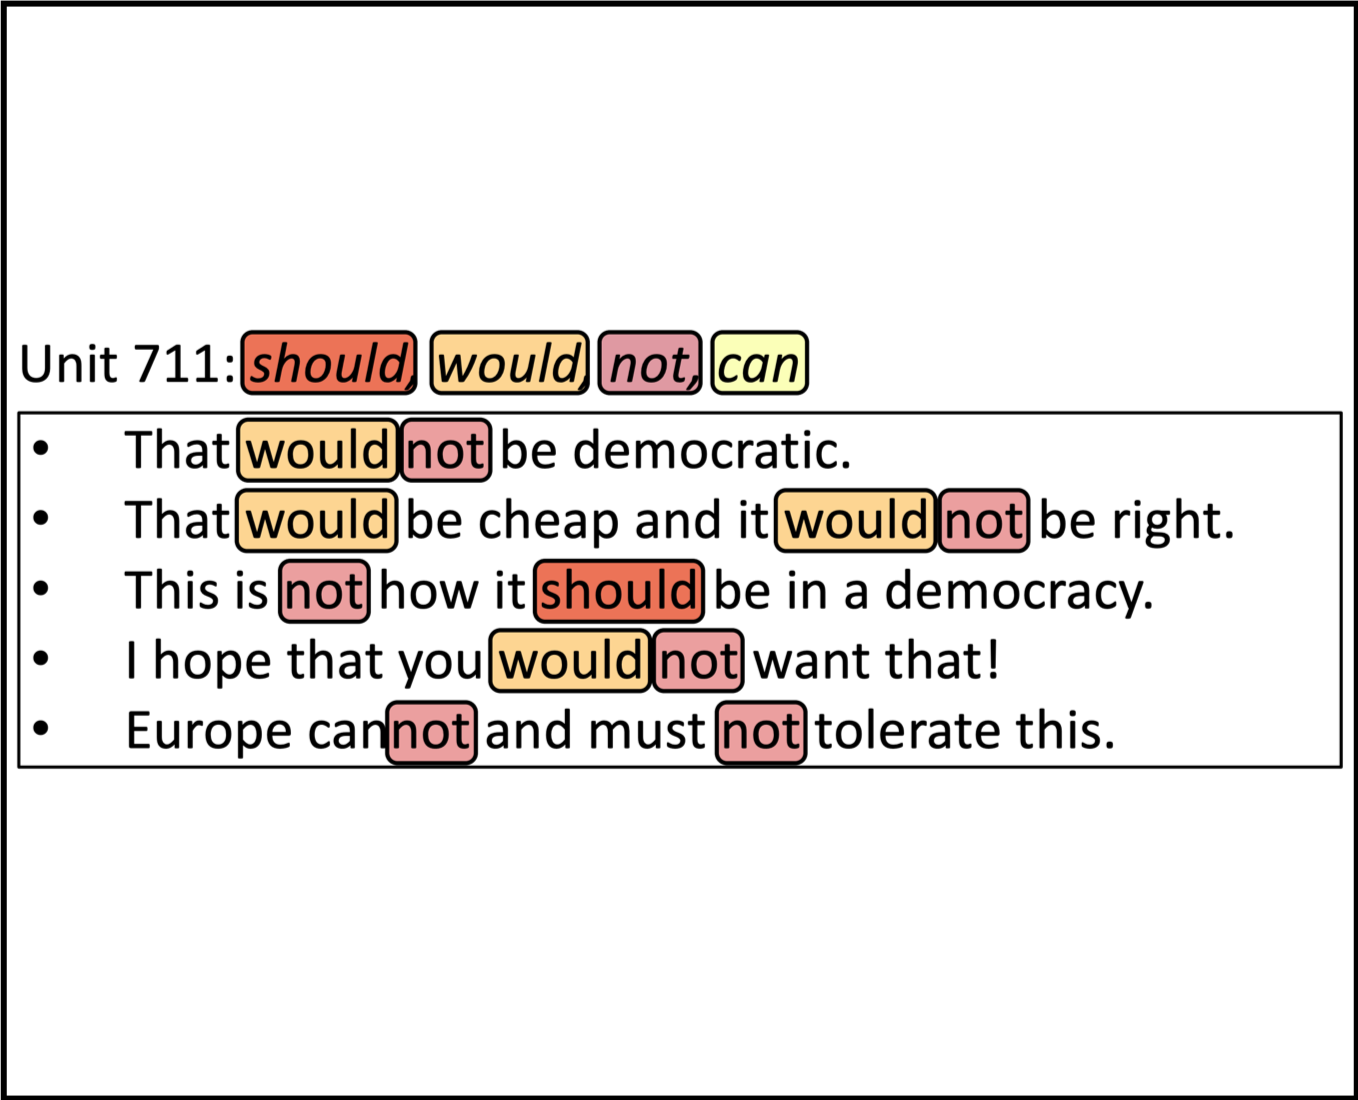 Unit 711: should, would, not, can
• That would not be democratic.
• That would be cheap and it would not be right.
• This is not how it should be in a democracy.
• I hope that you would not want that!
• Europe cannot and must not tolerate this.